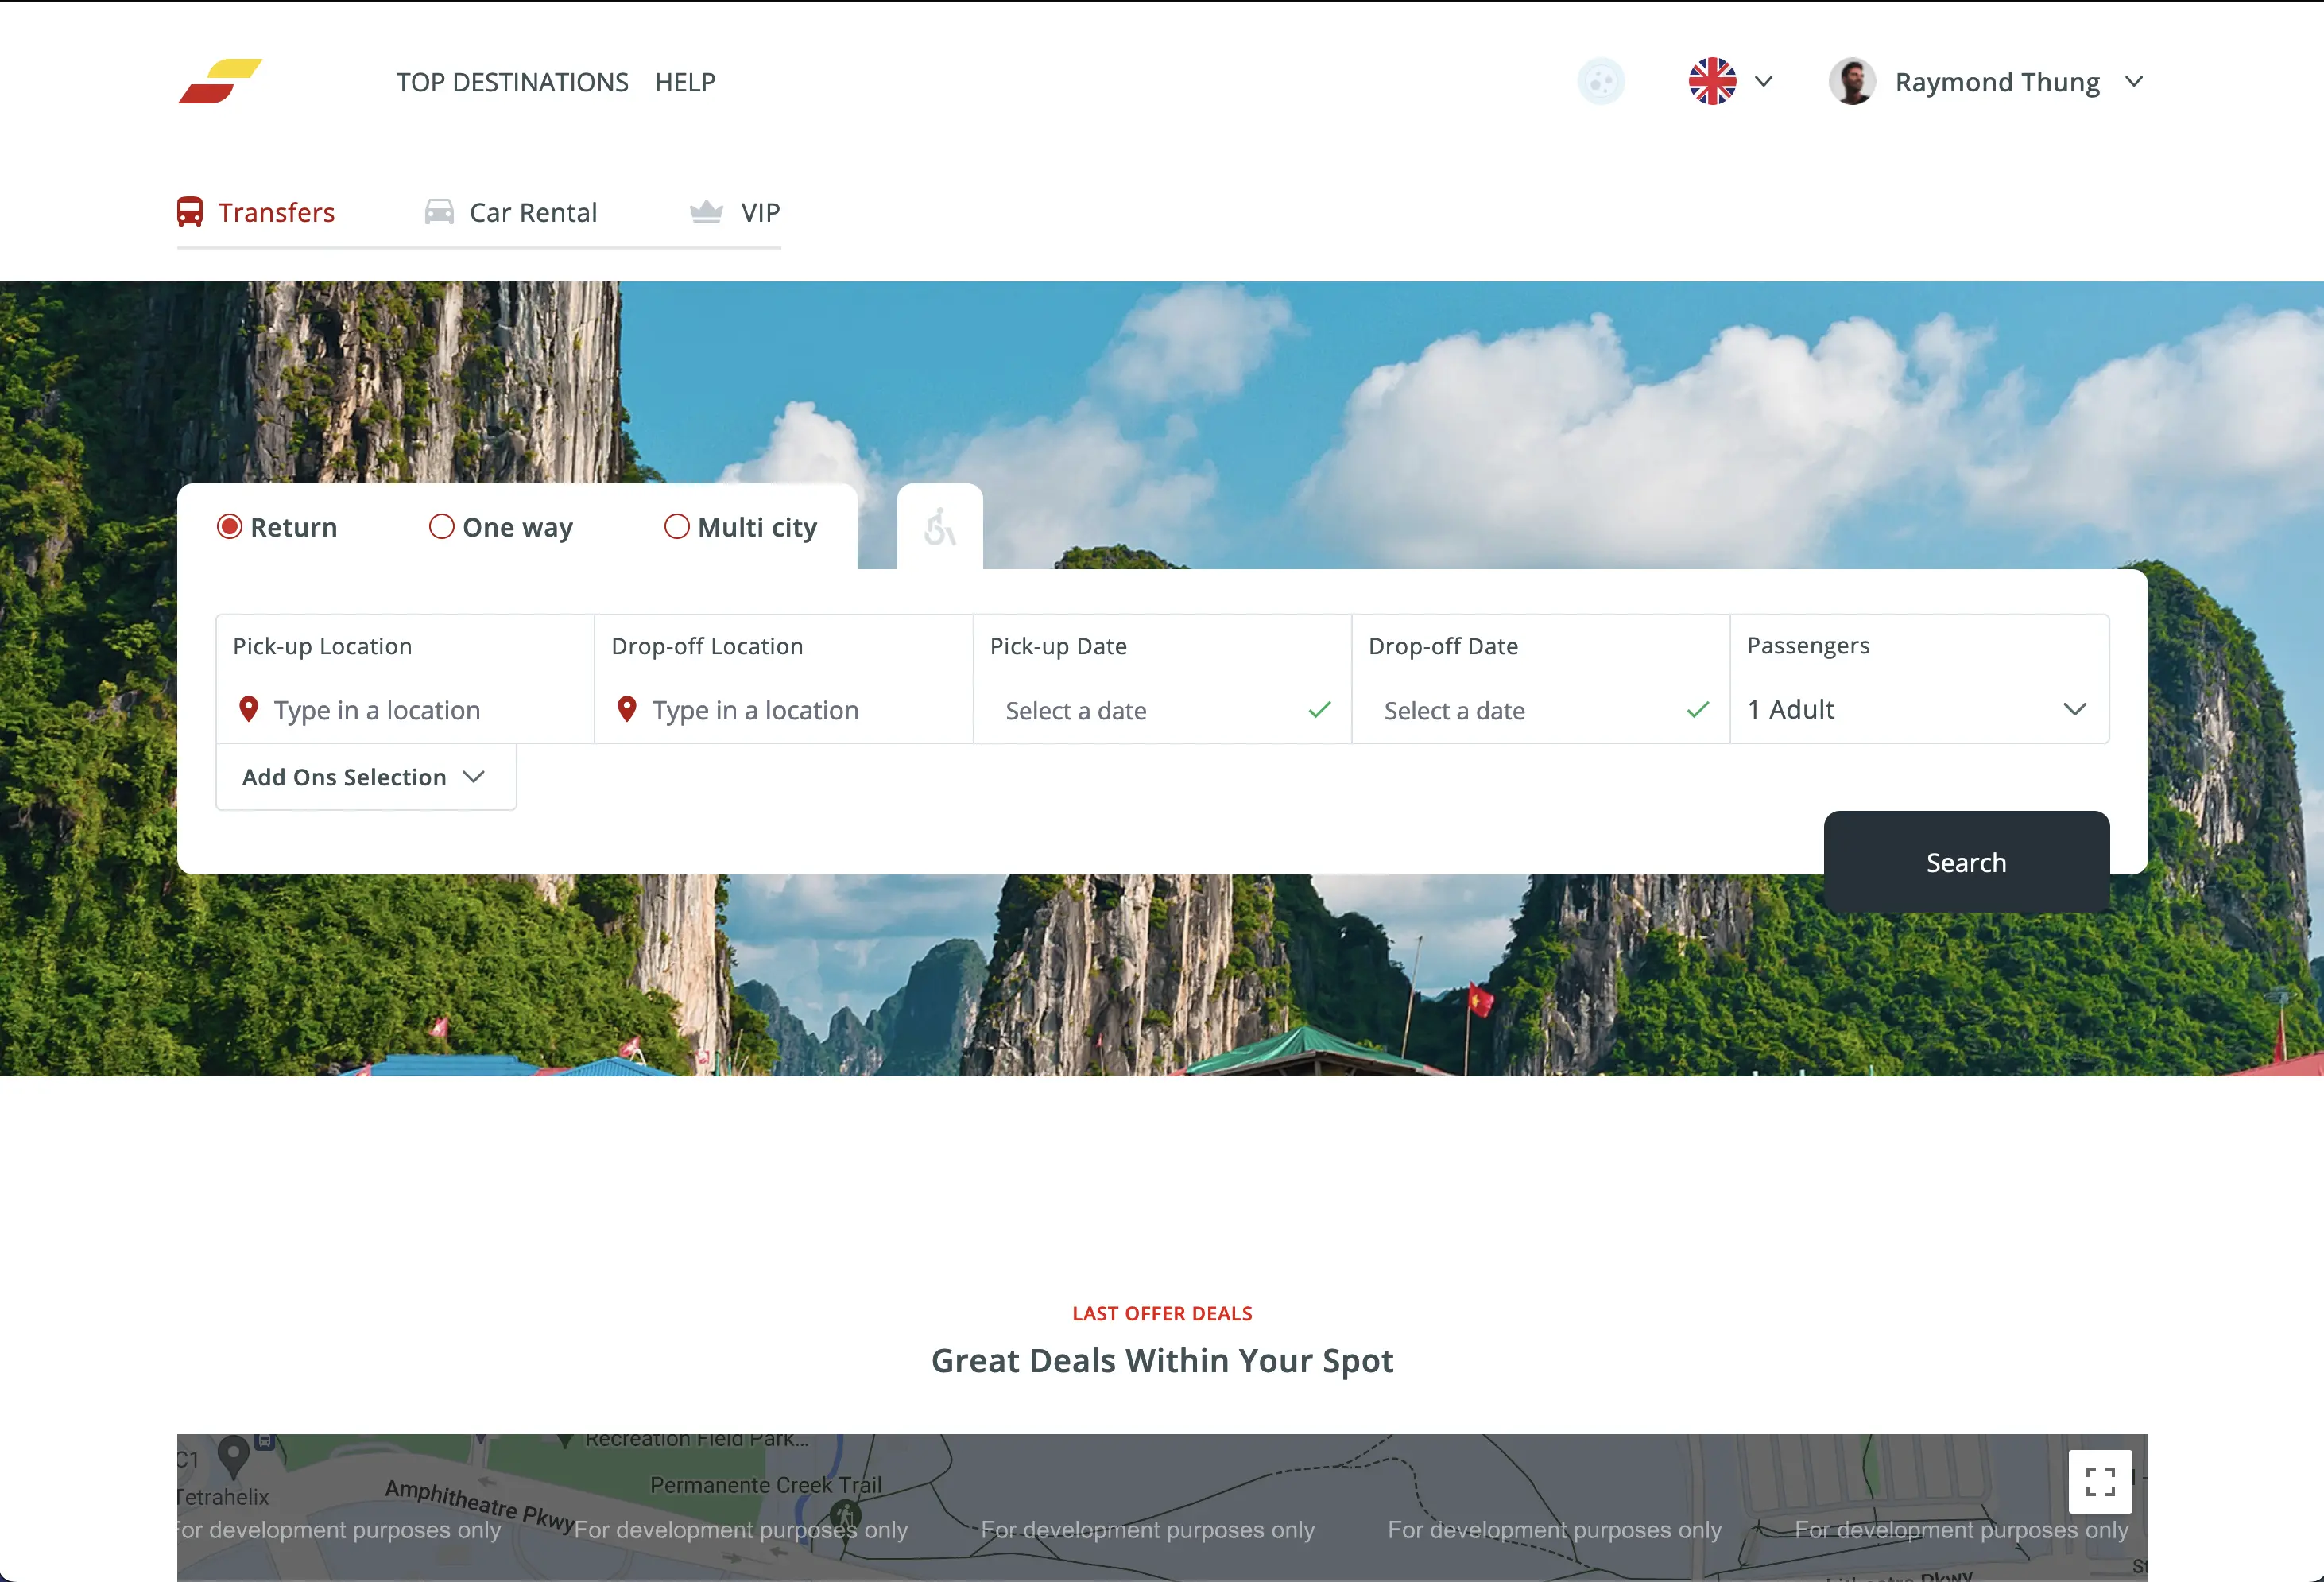 TOP DESTINATIONS HELP
Raymond Thung
Transfers Car Rental VIP
Return One way Multi city
Pick-up Location Drop-off Location Pick-up Date Drop-off Date Passengers
Type in a location Type in a location Select a date Select a date 1 Adult
Add Ons Selection
Search
LAST OFFER DEALS
Great Deals Within Your Spot
Recreation Field Park...
C1
Permanente Creek Trail
Tetrahelix
Amphitheatre Pkwy
For development purposes only For development purposes only For development purposes only For development purposes only For development purposes only